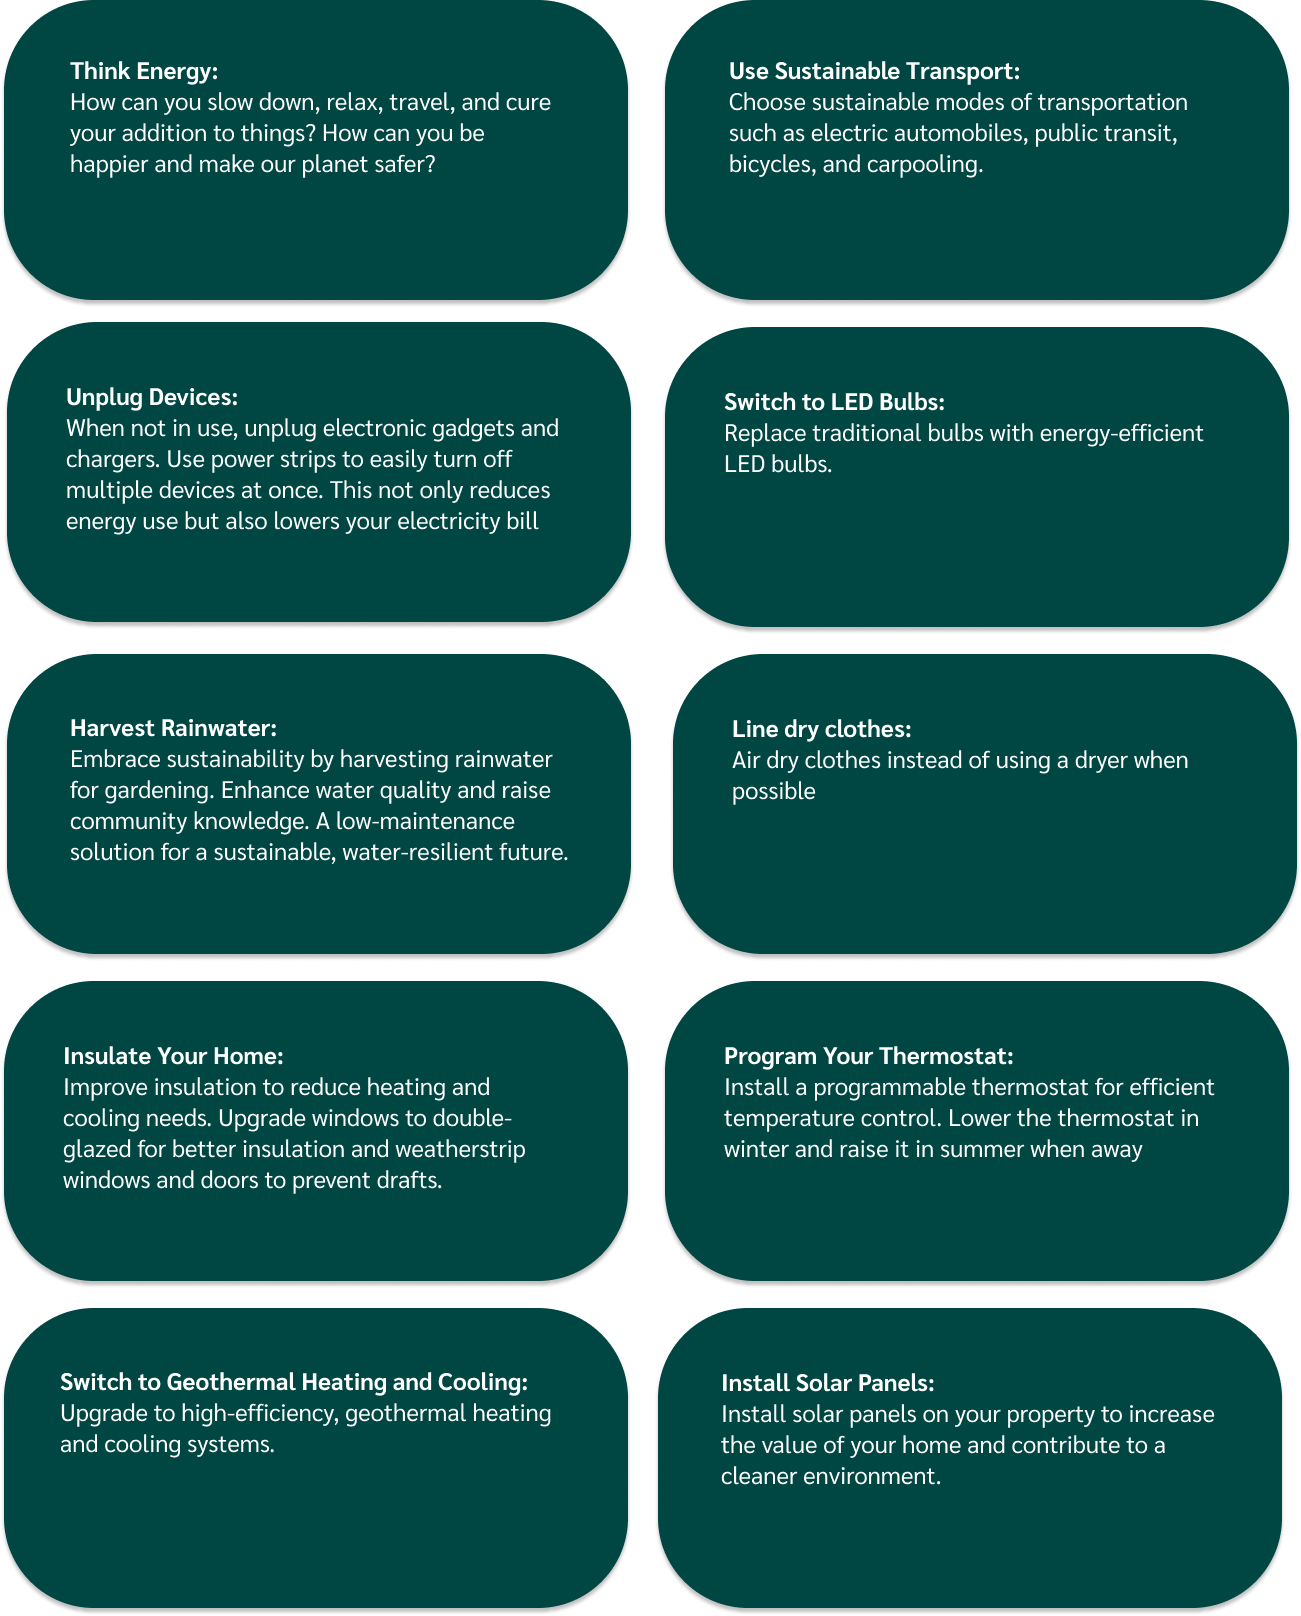 Think Energy:
How can you slow down, relax, travel, and cure
your addition to things? How can you be
happier and make our planet safer?
Use Sustainable Transport:
Choose sustainable modes of transportation
such as electric automobiles, public transit,
bicycles, and carpooling.
Unplug Devices:
When not in use, unplug electronic gadgets and
chargers. Use power strips to easily turn off
multiple devices at once. This not only reduces
energy use but also lowers your electricity bill
Switch to LED Bulbs:
Replace traditional bulbs with energy-efficient
LED bulbs.
Harvest Rainwater:
Embrace sustainability by harvesting rainwater
for gardening. Enhance water quality and raise
community knowledge. A low-maintenance
solution for a sustainable, water-resilient future.
Line dry clothes:
Air dry clothes instead of using a dryer when
possible
Insulate Your Home:
Improve insulation to reduce heating and
cooling needs. Upgrade windows to double-
glazed for better insulation and weatherstrip
windows and doors to prevent drafts.
Program Your Thermostat:
Install a programmable thermostat for efficient
temperature control. Lower the thermostat in
winter and raise it in summer when away
Switch to Geothermal Heating and Cooling:
Upgrade to high-efficiency, geothermal heating
and cooling systems.
Install Solar Panels:
Install solar panels on your property to increase
the value of your home and contribute to a
cleaner environment.